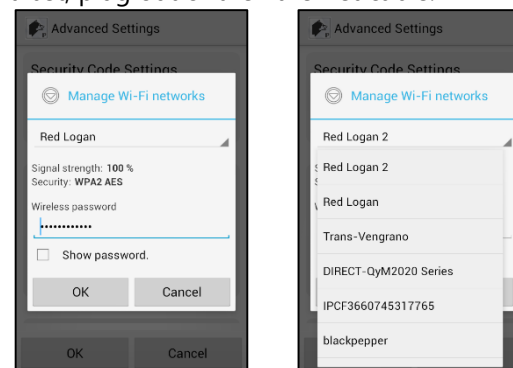 Advanced Settings
Security Code Settings
Manage Wi-Fi networks
Red Logan
Signal strength: 100 %
Security: WPA2 AES
Wireless password
••••••••••••
Show password.
OK Cancel
OK Cancel
Advanced Settings
Security Code Settings
Manage Wi-Fi networks
Red Logan 2
Red Logan 2
Red Logan
Trans-Vengrano
DIRECT-QyM2020 Series
IPCF3660745317765
blackpepper